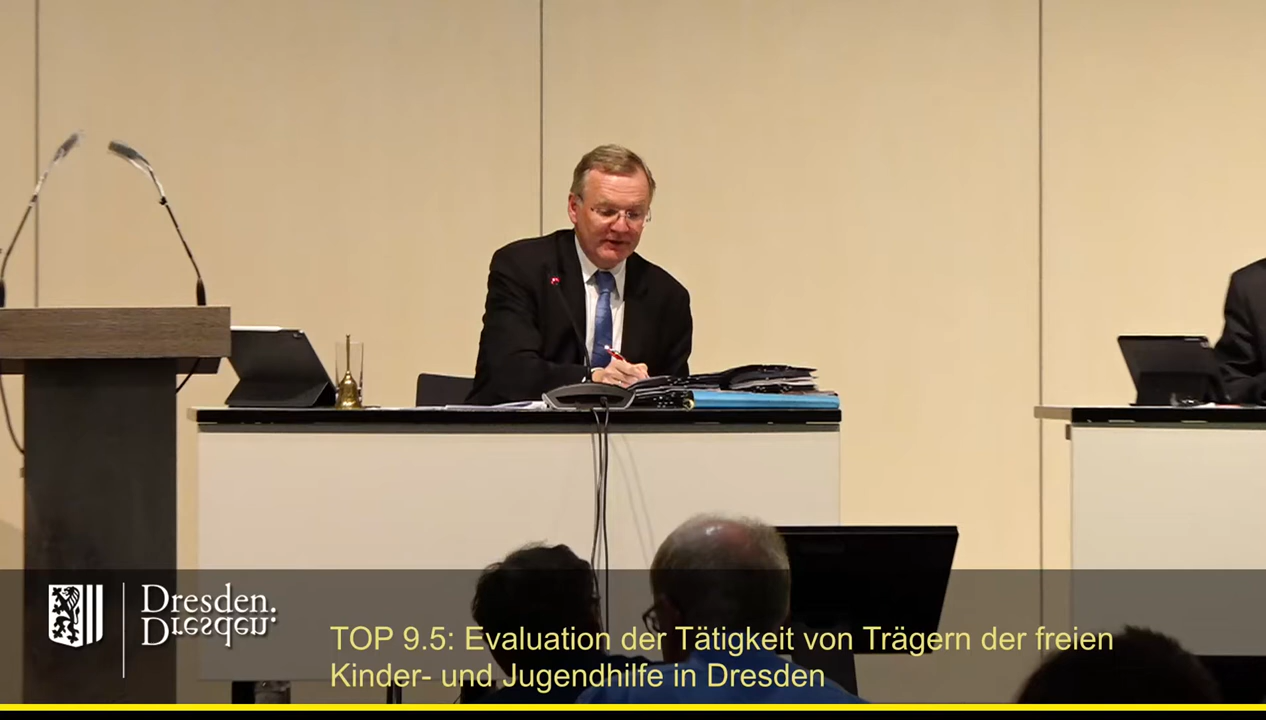 Dresden.
Dresden.
TOP 9.5: Evaluation der Tätigkeit von Trägern der freien
Kinder- und Jugendhilfe in Dresden